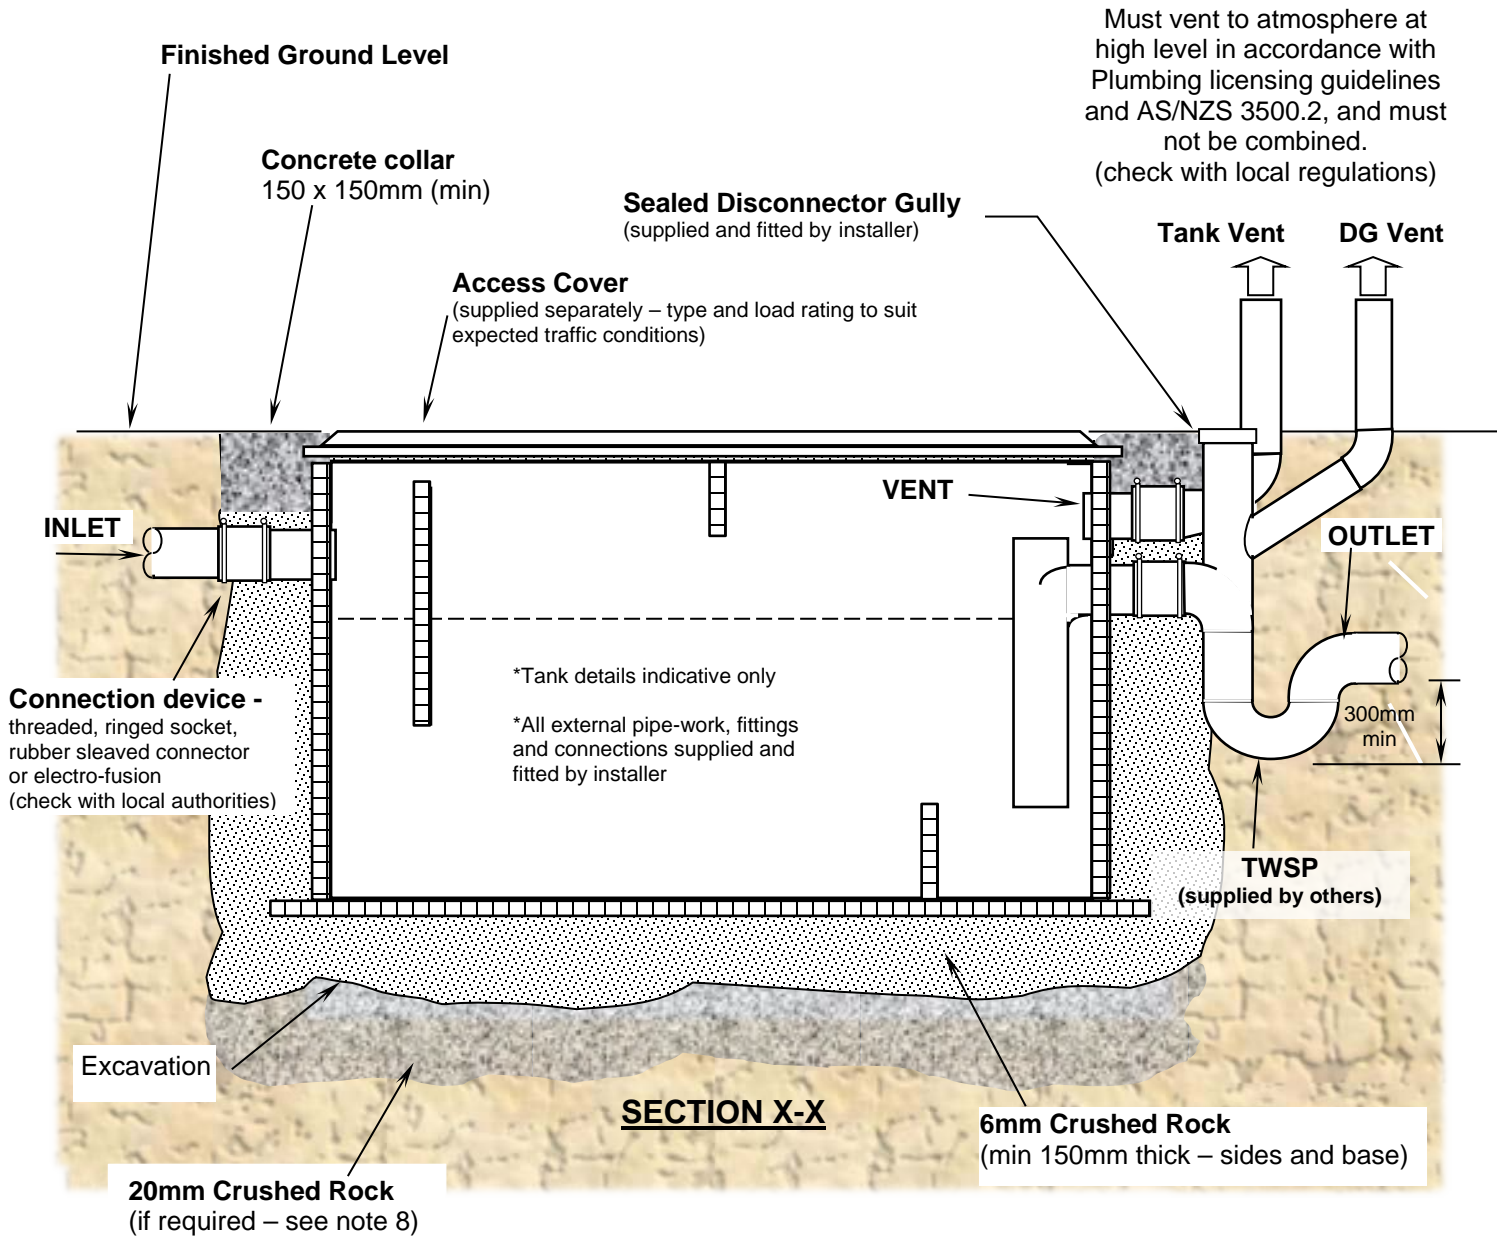 Must vent to atmosphere at
high level in accordance with
Plumbing licensing guidelines
and AS/NZS 3500.2, and must
not be combined.
(check with local regulations)
Finished Ground Level
Concrete collar
150 x 150mm (min)
Sealed Disconnector Gully
(supplied and fitted by installer)
Tank Vent
DG Vent
Access Cover
(supplied separately – type and load rating to suit
expected traffic conditions)
VENT
INLET
OUTLET
*Tank details indicative only
*All external pipe-work, fittings
and connections supplied and
fitted by installer
Connection device -
threaded, ringed socket,
rubber sleaved connector
or electro-fusion
(check with local authorities)
300mm
min
TWSP
(supplied by others)
Excavation
SECTION X-X
6mm Crushed Rock
(min 150mm thick – sides and base)
20mm Crushed Rock
(if required – see note 8)